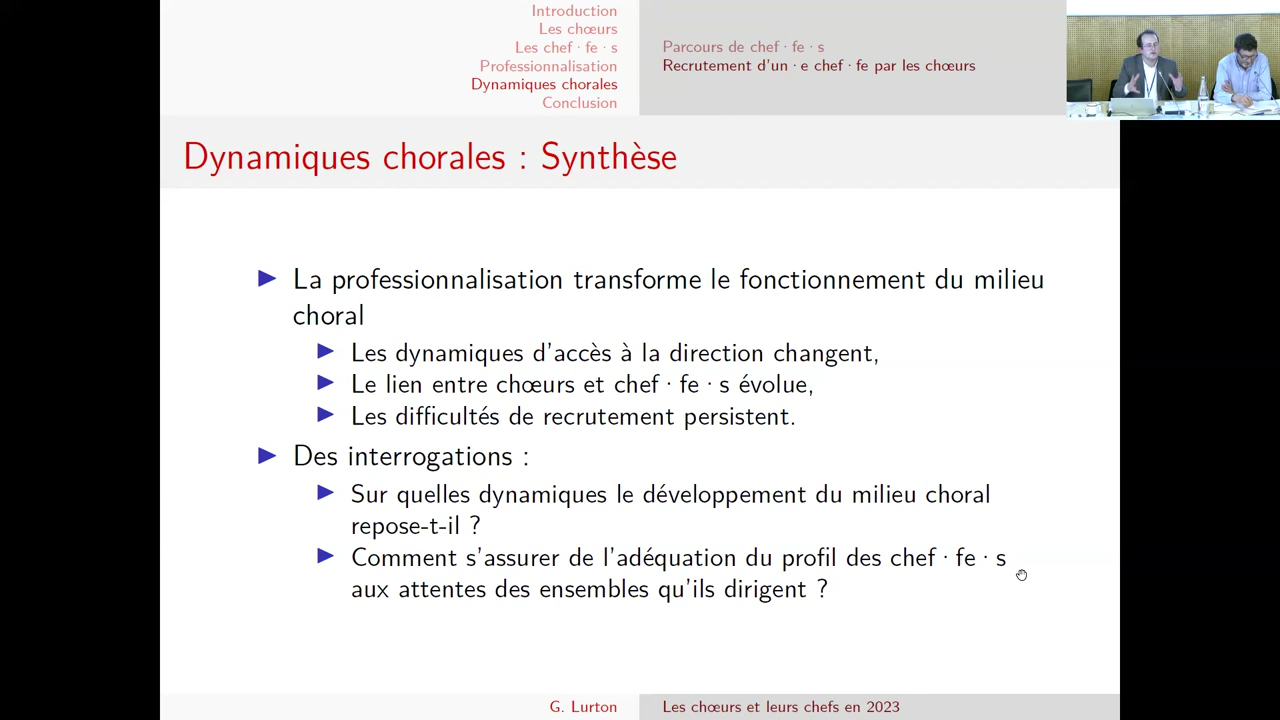 Introduction
Les chœurs
Les chef · fe · s
Professionnalisation
Dynamiques chorales
Conclusion
Parcours de chef · fe · s
Recrutement d'un · e chef · fe par les chœurs
Dynamiques chorales : Synthèse
La professionnalisation transforme le fonctionnement du milieu
choral
Les dynamiques d'accès à la direction changent,
Le lien entre chœurs et chef · fe · s évolue,
Les difficultés de recrutement persistent.
Des interrogations :
Sur quelles dynamiques le développement du milieu choral
repose-t-il ?
Comment s'assurer de l'adéquation du profil des chef · fe · s
aux attentes des ensembles qu'ils dirigent ?
G. Lurton
Les chœurs et leurs chefs en 2023